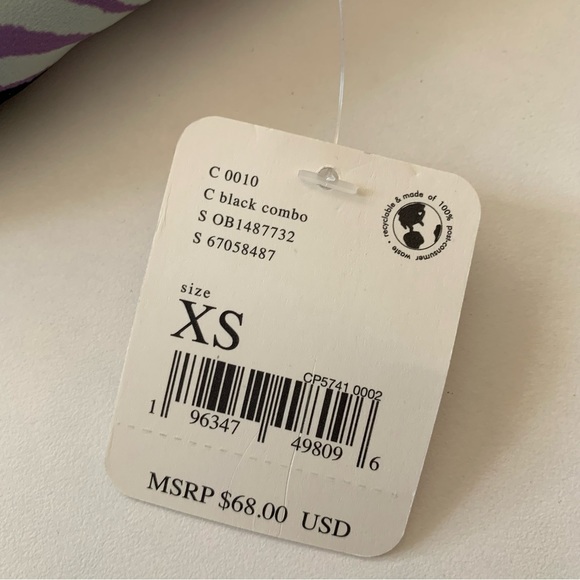 C 0010
C black combo
S OB1487732
S 67058487
recyclable & made of 100% post-consumer waste •
size
XS
CP5741 0002
1 96347 49809 6
MSRP $68.00 USD